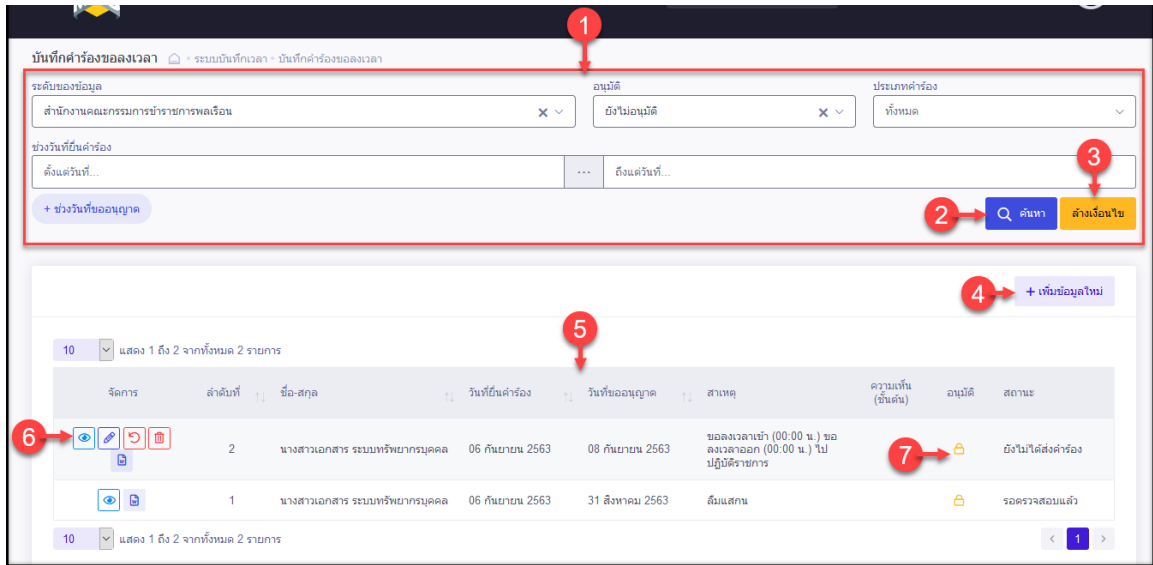 1
บันทึกคำร้องขอลงเวลา ระบบบันทึกเวลา - บันทึกคำร้องขอลงเวลา
ระดับของข้อมูล อนุมัติ ประเภทคำร้อง
สำนักงานคณะกรรมการข้าราชการพลเรือน ยังไม่อนุมัติ ทั้งหมด
ช่วงวันที่ยื่นคำร้อง
3
ตั้งแต่วันที่... ... ถึงแต่วันที่...
+ ช่วงวันที่ขออนุญาต 2 ค้นหา ล้างเงื่อนไข
4 + เพิ่มข้อมูลใหม่
5
10 แสดง 1 ถึง 2 จากทั้งหมด 2 รายการ
จัดการ ลำดับที่ ชื่อ-สกุล วันที่ยื่นคำร้อง วันที่ขออนุญาต สาเหตุ ความเห็น อนุมัติ สถานะ
(ชั้นต้น)
ขอลงเวลาเข้า (00:00 น.) ขอ
6 2 นางสาวเอกสาร ระบบทรัพยากรบุคคล 06 กันยายน 2563 08 กันยายน 2563 ลงเวลาออก (00:00 น.) ไป 7 ยังไม่ได้ส่งคำร้อง
ปฏิบัติราชการ
1 นางสาวเอกสาร ระบบทรัพยากรบุคคล 06 กันยายน 2563 31 สิงหาคม 2563 ลืมแสกน รอตรวจสอบแล้ว
10 แสดง 1 ถึง 2 จากทั้งหมด 2 รายการ < 1 >